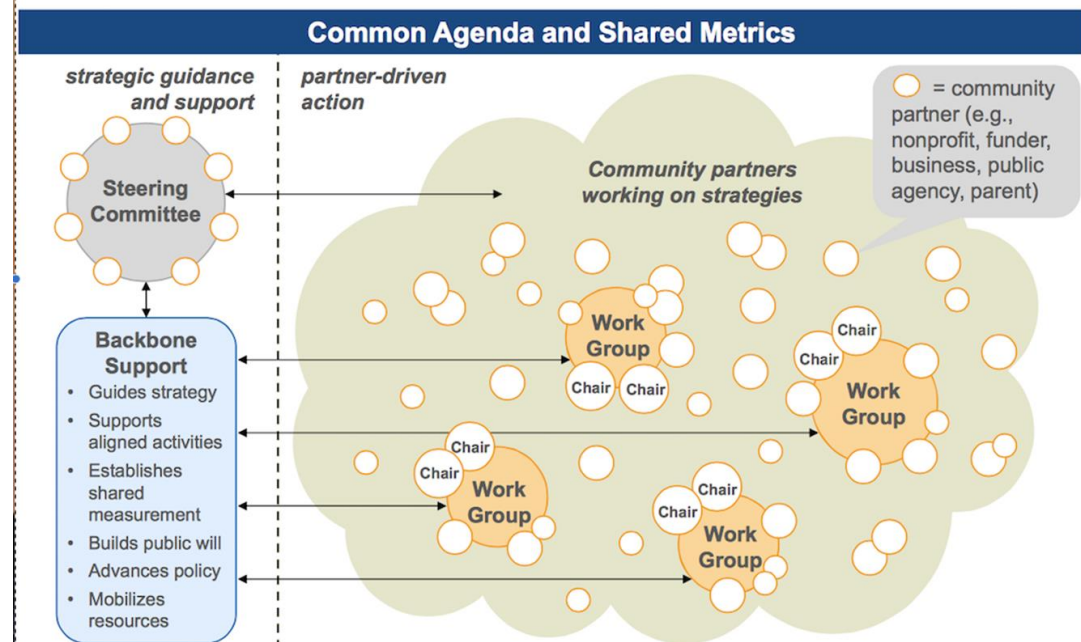 Common Agenda and Shared Metrics
strategic guidance
and support
partner-driven
action
= community
partner (e.g.,
nonprofit, funder,
business, public
agency, parent)
Steering
Committee
Community partners
working on strategies
Backbone
Support
• Guides strategy
• Supports
aligned activities
• Establishes
shared
measurement
• Builds public will
• Advances policy
• Mobilizes
resources
Work
Group
Chair
Chair
Chair
Chair
Work
Group
Chair
Chair
Work
Group
Chair
Chair
Work
Group